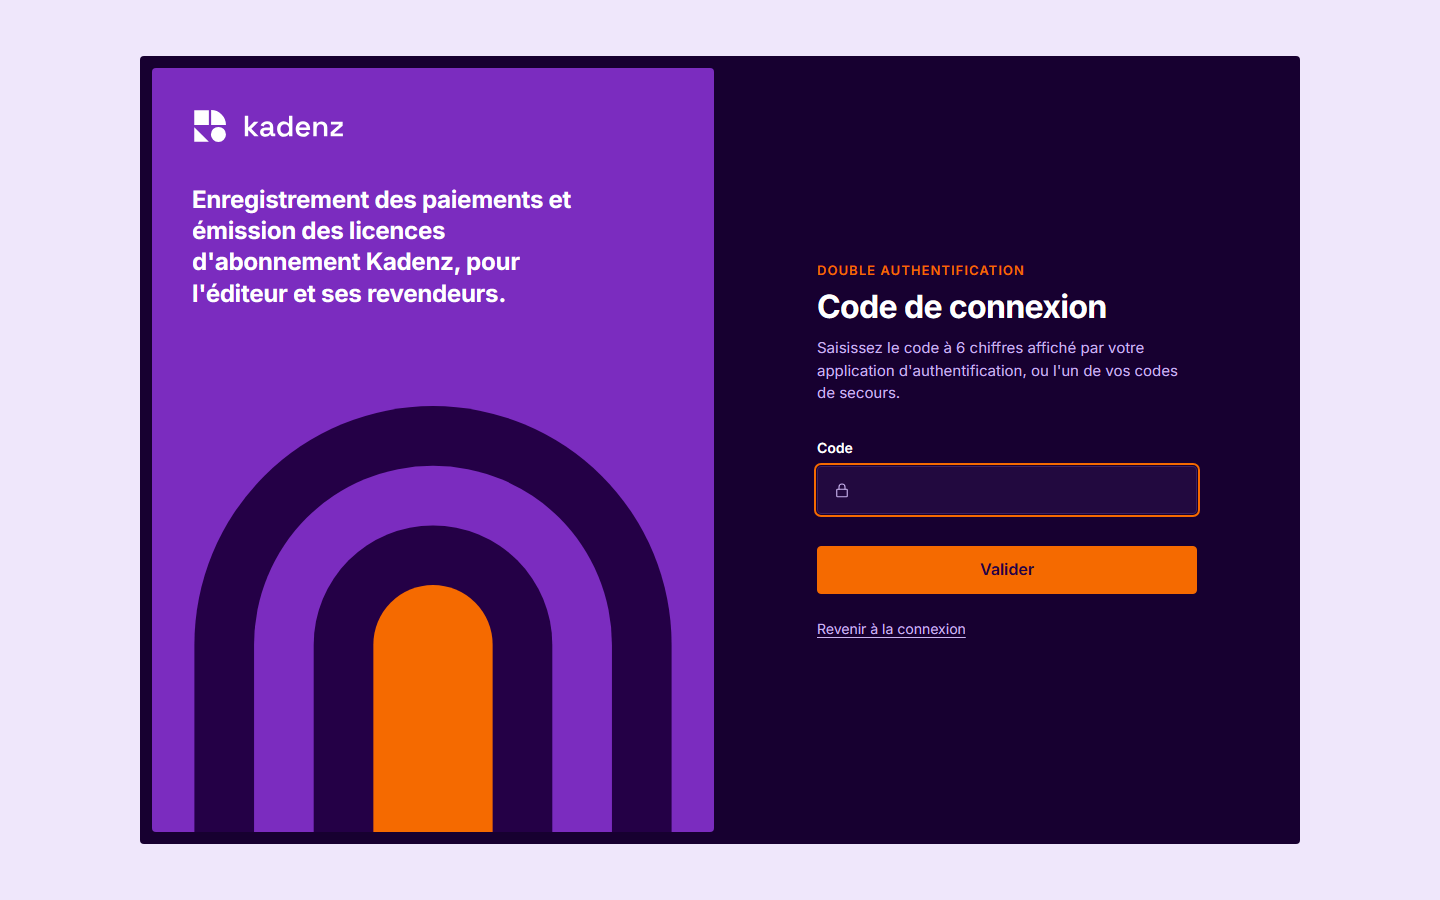 kadenz
Enregistrement des paiements et
émission des licences
d'abonnement Kadenz, pour
l'éditeur et ses revendeurs.
DOUBLE AUTHENTIFICATION
Code de connexion
Saisissez le code à 6 chiffres affiché par votre
application d'authentification, ou l'un de vos codes
de secours.
Code
Valider
Revenir à la connexion